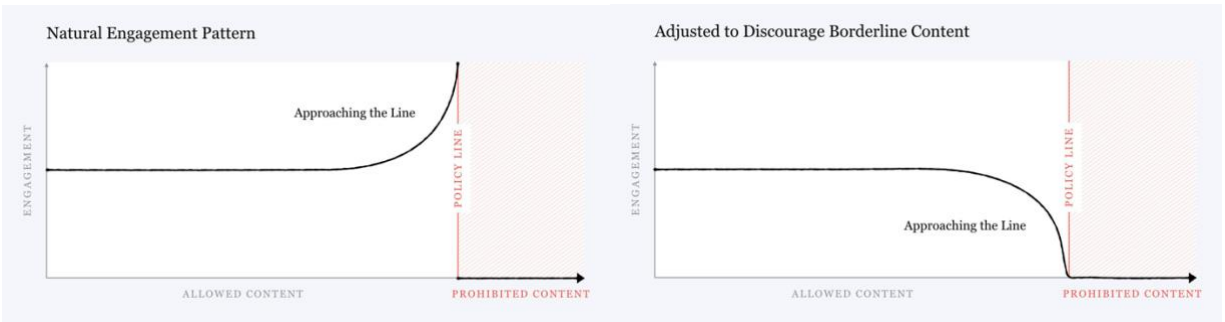 Natural Engagement Pattern
Approaching the Line
ENGAGEMENT
POLICY LINE
ALLOWED CONTENT
PROHIBITED CONTENT
Adjusted to Discourage Borderline Content
ENGAGEMENT
POLICY LINE
Approaching the Line
ALLOWED CONTENT
PROHIBITED CONTENT